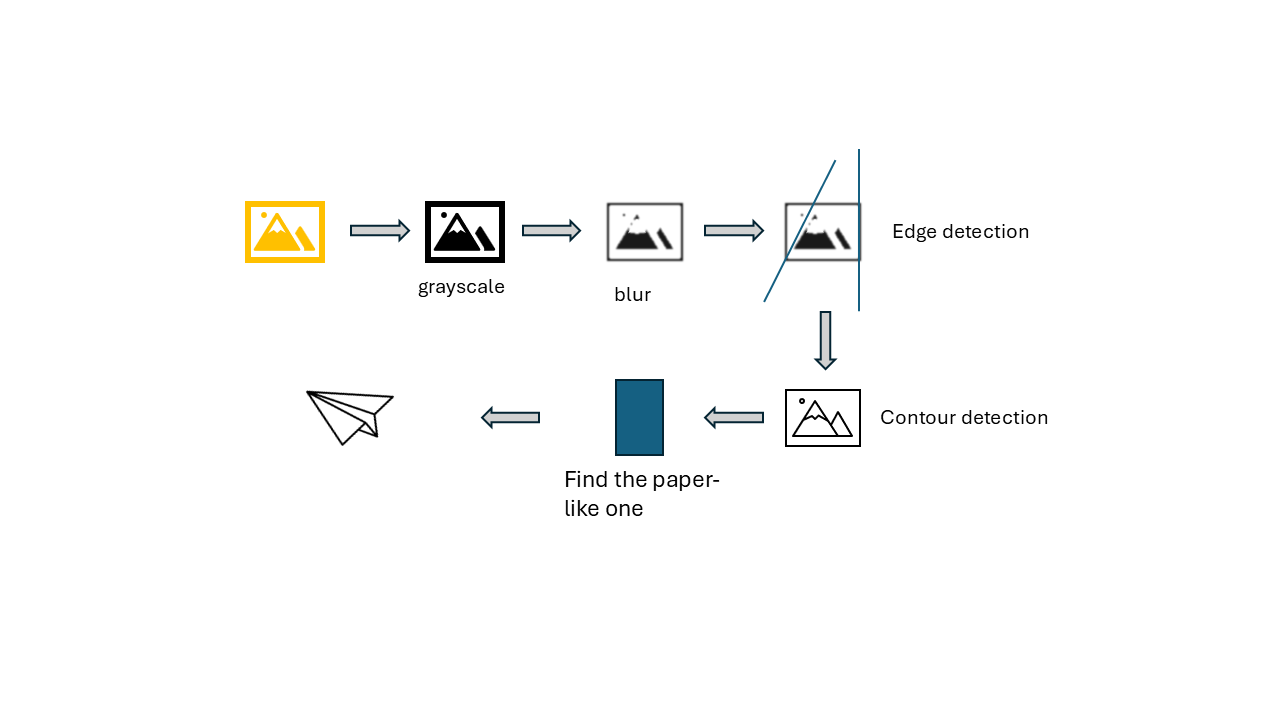 Edge detection
grayscale
blur
Contour detection
Find the paper-
like one